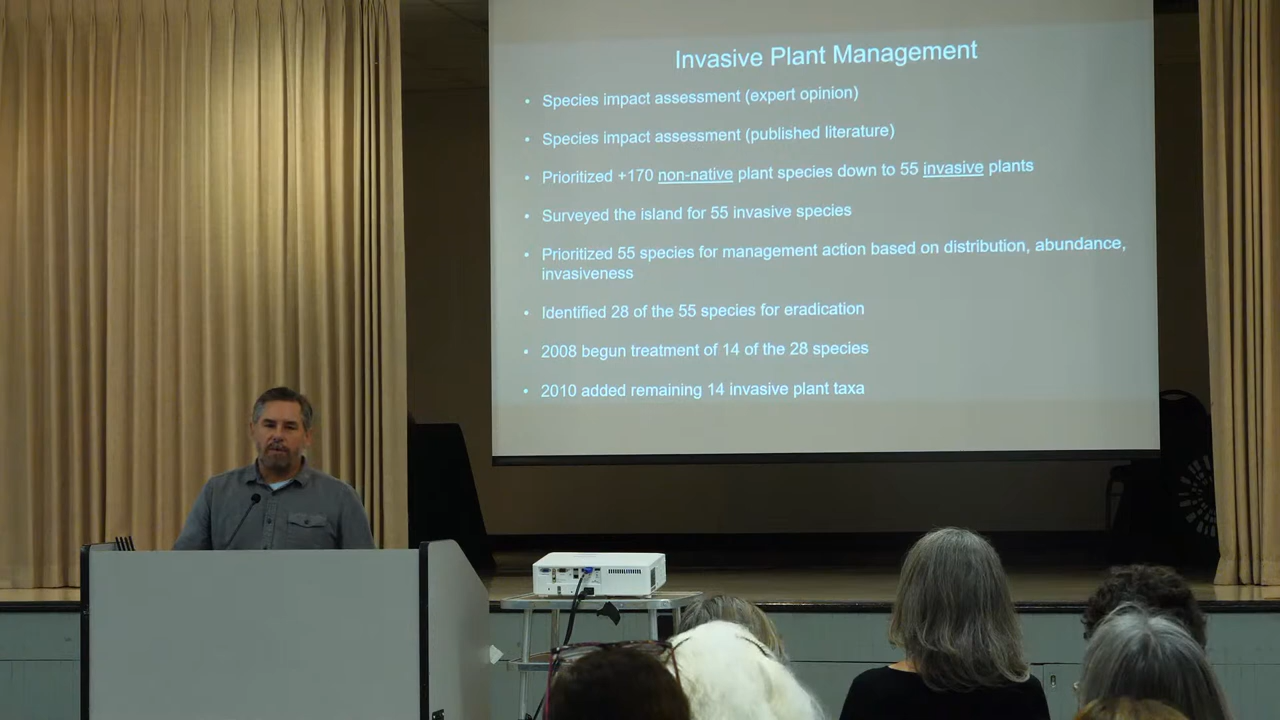 Invasive Plant Management
• Species impact assessment (expert opinion)
• Species impact assessment (published literature)
• Prioritized +170 non-native plant species down to 55 invasive plants
• Surveyed the island for 55 invasive species
• Prioritized 55 species for management action based on distribution, abundance,
invasiveness
• Identified 28 of the 55 species for eradication
• 2008 begun treatment of 14 of the 28 species
• 2010 added remaining 14 invasive plant taxa